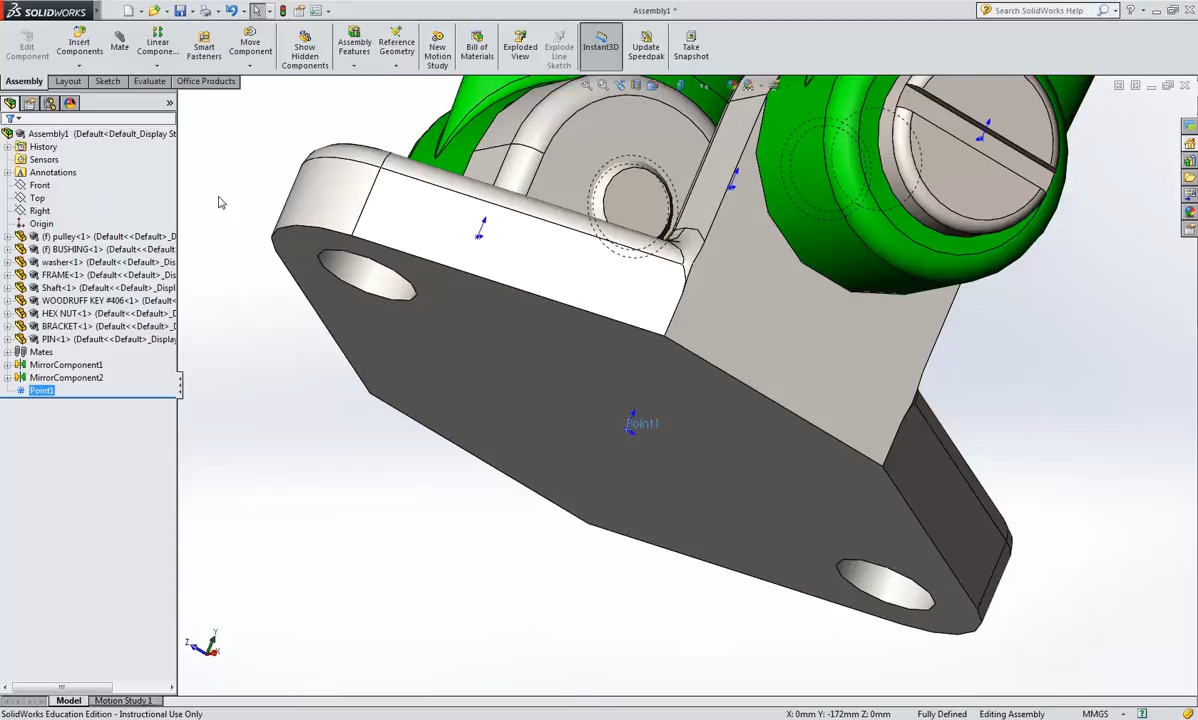 SOLIDWORKS
Assembly1 *
Search SolidWorks Help
Edit Component
Insert Components
Mate
Linear Compone...
Smart Fasteners
Move Component
Show Hidden Components
Assembly Features
Reference Geometry
New Motion Study
Bill of Materials
Exploded View
Explode Line Sketch
Instant3D
Update Speedpak
Take Snapshot
Assembly Layout Sketch Evaluate Office Products
Assembly1 (Default<Default_Display St
History
Sensors
Annotations
Front
Top
Right
Origin
(f) pulley<1> (Default<<Default>_D
(f) BUSHING<1> (Default<<Default
washer<1> (Default<<Default>_Dis
FRAME<1> (Default<<Default>_Dis
Shaft<1> (Default<<Default>_Displ
WOODRUFF KEY #406<1> (Default
HEX NUT<1> (Default<<Default>_D
BRACKET<1> (Default<<Default>_D
PIN<1> (Default<<Default>_Display
Mates
MirrorComponent1
MirrorComponent2
Point1
Point1
Y
Z
X
Model Motion Study 1
SolidWorks Education Edition - Instructional Use Only
X: 0mm Y: -172mm Z: 0mm Fully Defined Editing Assembly MMGS